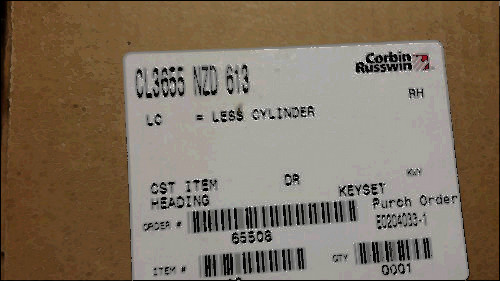 CL3655 NZD 613
Corbin
Russwin
RH
LC = LESS CYLINDER
KWY
CST ITEM DR KEYSET
HEADING Purch Order
ORDER # E0204033-1
65508
ITEM # QTY
0001